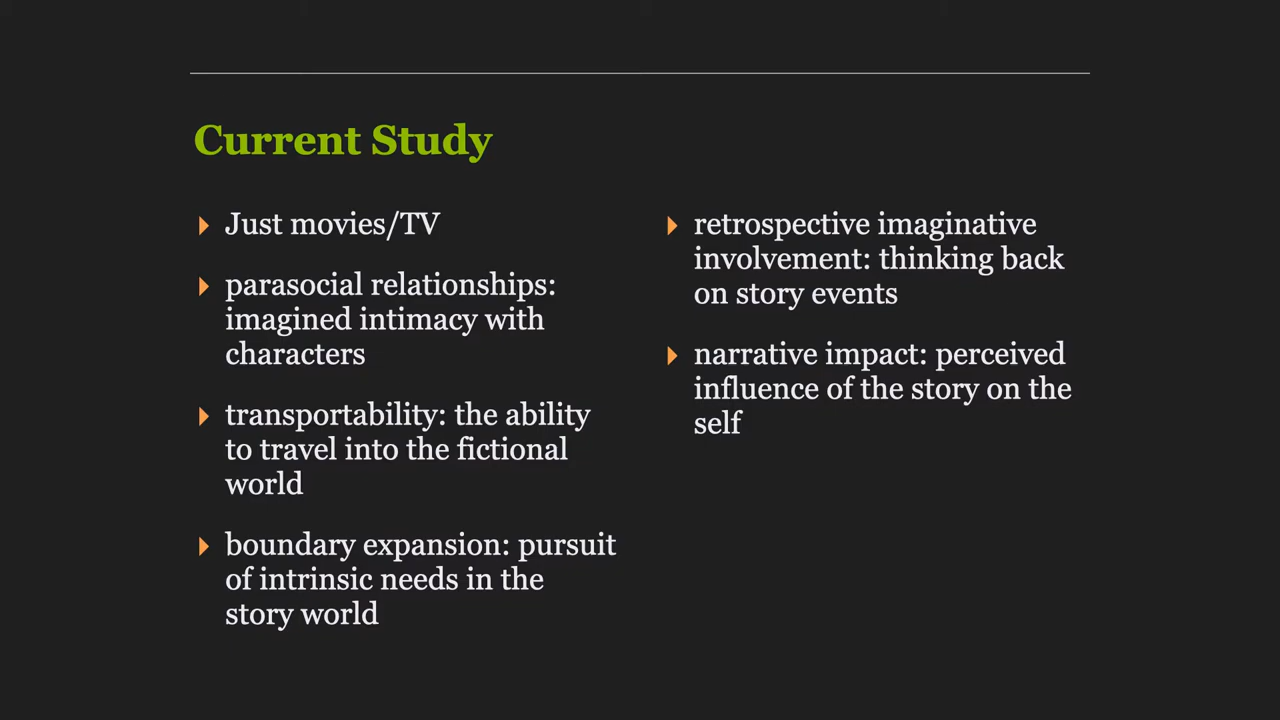 Current Study
Just movies/TV
parasocial relationships:
imagined intimacy with
characters
transportability: the ability
to travel into the fictional
world
boundary expansion: pursuit
of intrinsic needs in the
story world
retrospective imaginative
involvement: thinking back
on story events
narrative impact: perceived
influence of the story on the
self